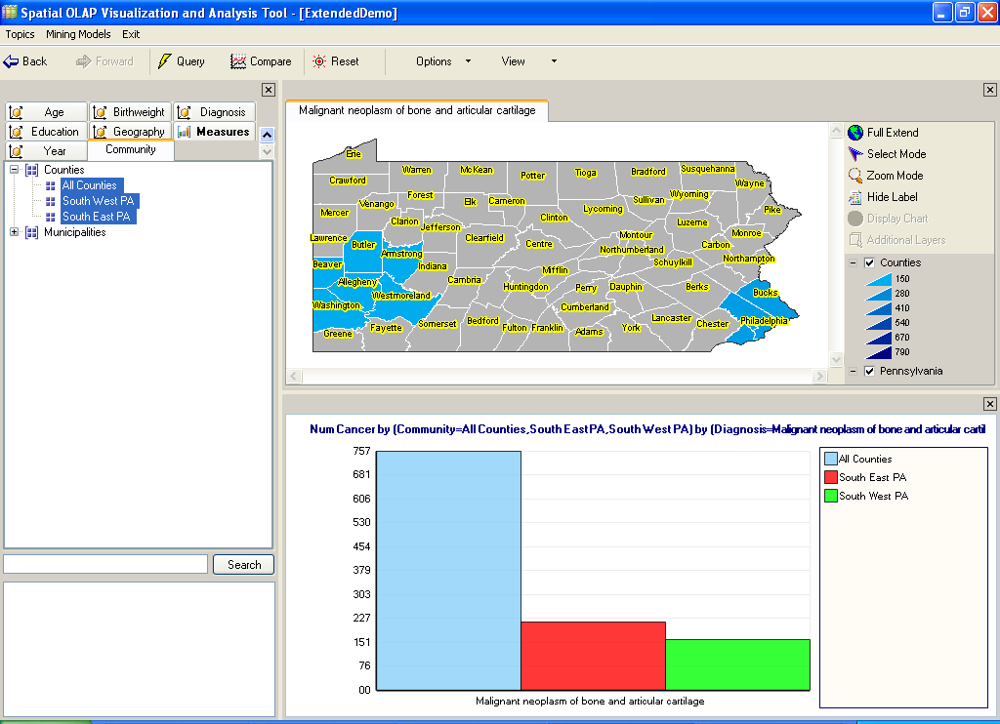 Spatial OLAP Visualization and Analysis Tool - [ExtendedDemo]
Topics Mining Models Exit
Back Forward Query Compare Reset Options View
Age Birthweight Diagnosis
Education Geography Measures
Year Community
Counties
All Counties
South West PA
South East PA
Municipalities
Search
Malignant neoplasm of bone and articular cartilage
Erie
Warren McKean Potter Tioga Bradford Susquehanna
Crawford Wayne
Forest Wyoming
Venango Elk Cameron Sullivan
Mercer Lycoming Pike
Clarion Jefferson Clinton Luzerne
Lawrence Butler Clearfield Centre Montour Monroe
Armstrong Northumberland Carbon
Beaver Indiana Mifflin Schuylkill Northampton
Allegheny Cambria Huntingdon Perry Dauphin Berks
Westmoreland Bucks
Washington Cumberland
Greene Fayette Somerset Bedford Fulton Franklin Adams York Lancaster Chester Philadelphia
Full Extend
Select Mode
Zoom Mode
Hide Label
Display Chart
Additional Layers
Counties
150
280
410
540
670
790
Pennsylvania
Num Cancer by (Community=All Counties,South East PA,South West PA) by (Diagnosis=Malignant neoplasm of bone and articular cartil
757
681
606
530
454
379
303
227
151
76
00
Malignant neoplasm of bone and articular cartilage
All Counties
South East PA
South West PA